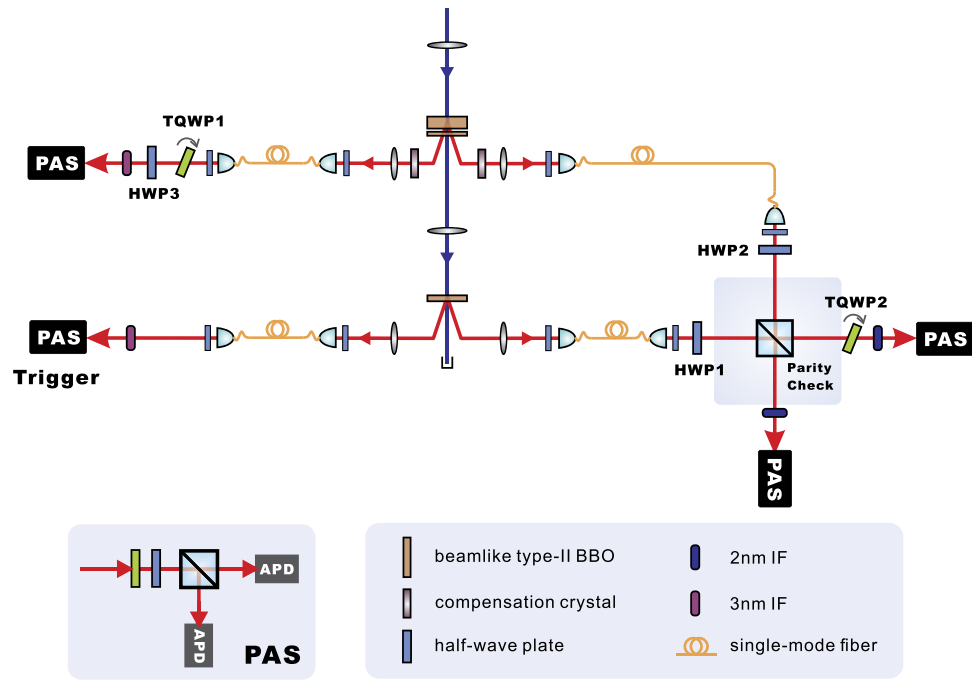 TQWP1
PAS
HWP3
HWP2
TQWP2
PAS
Trigger
HWP1
Parity
Check
PAS
PAS
APD
APD
PAS
beamlike type-II BBO
compensation crystal
half-wave plate
2nm IF
3nm IF
single-mode fiber